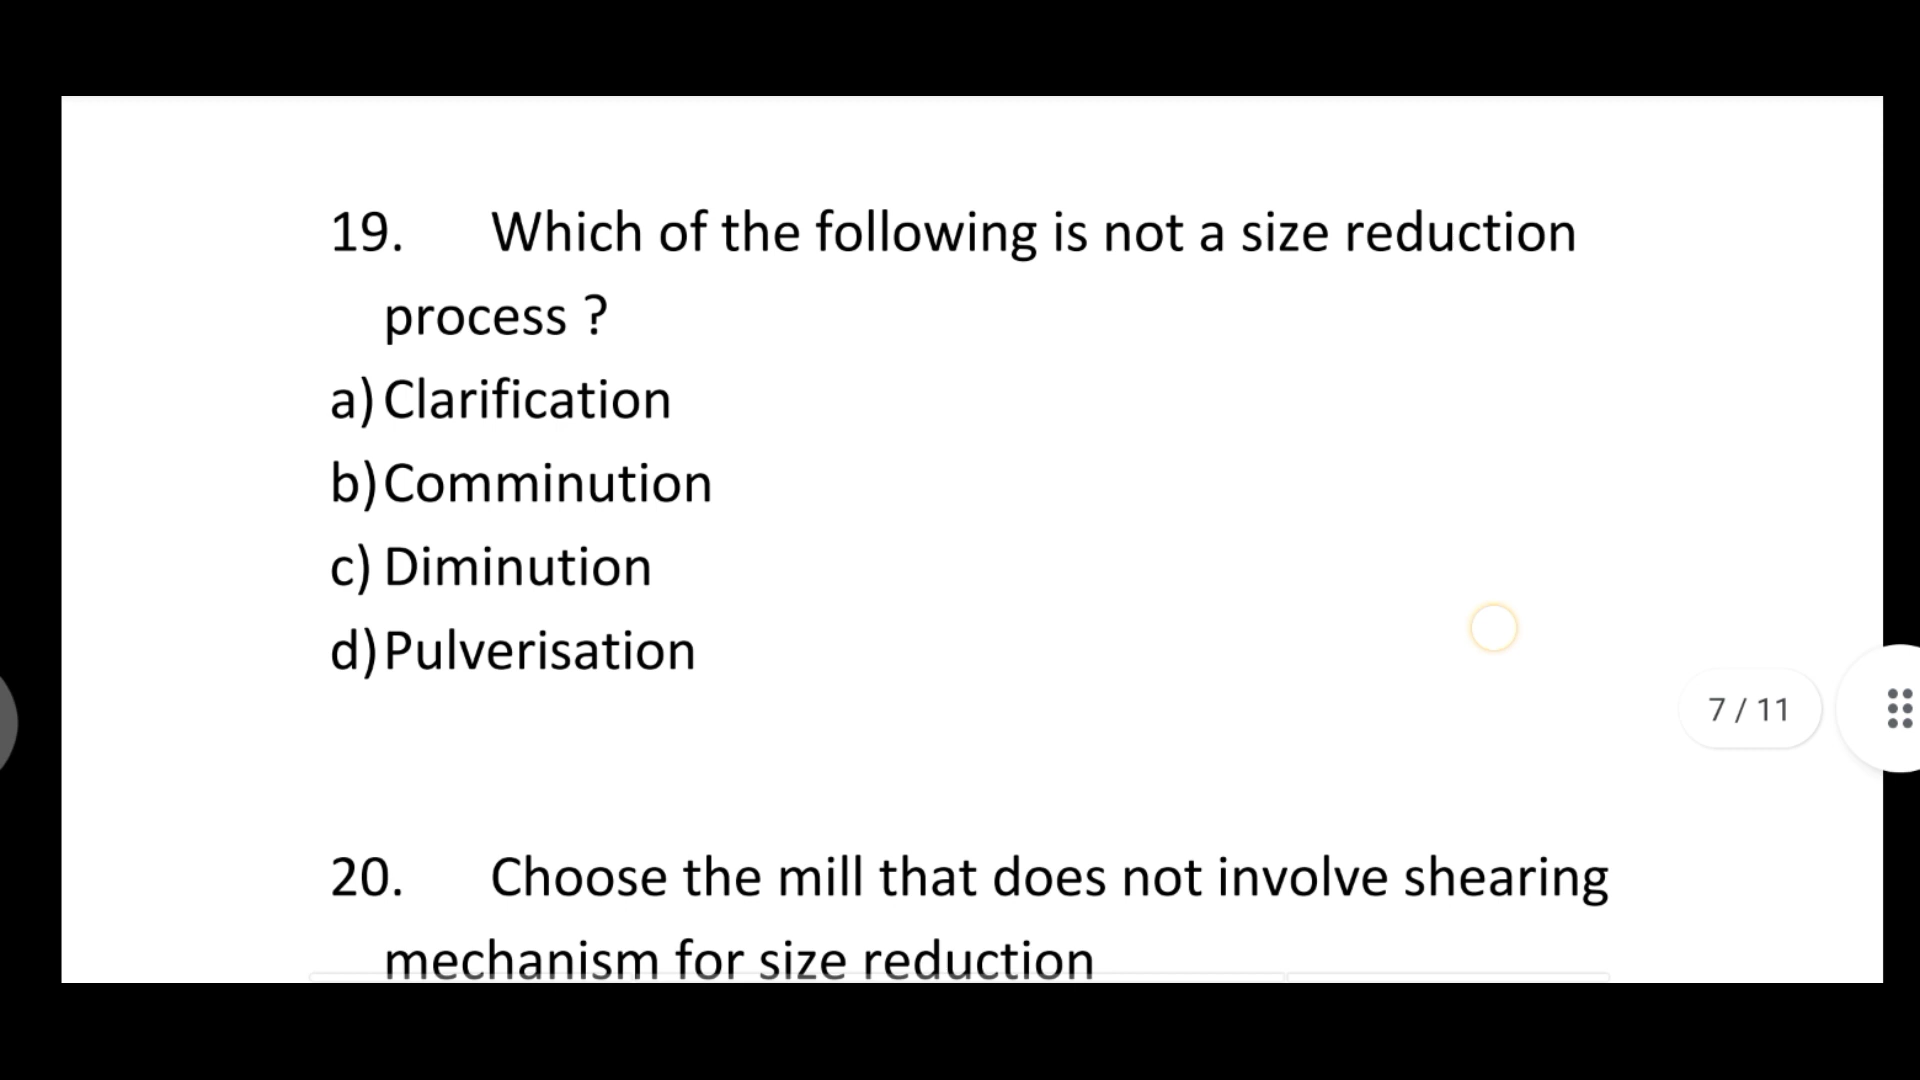 19. Which of the following is not a size reduction
process ?
a) Clarification
b) Comminution
c) Diminution
d) Pulverisation
7 / 11
20. Choose the mill that does not involve shearing
mechanism for size reduction